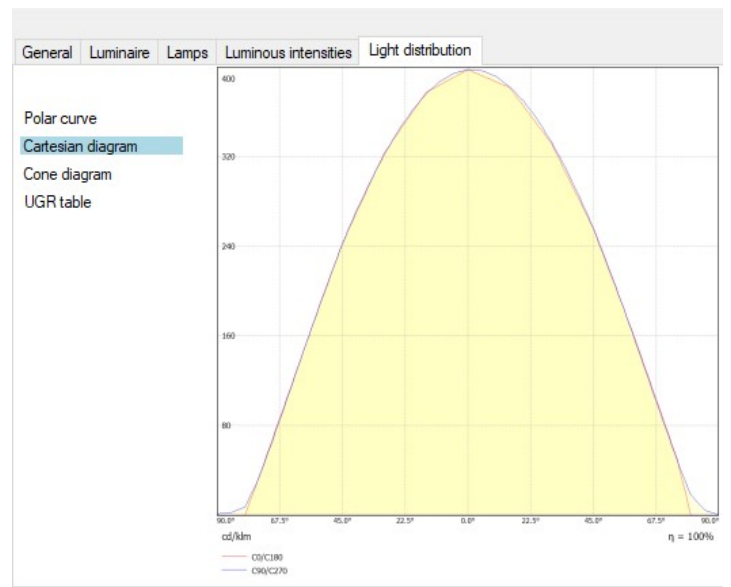 General Luminaire Lamps Luminous intensities Light distribution
Polar curve
Cartesian diagram
Cone diagram
UGR table
400
320
240
160
80
90.0° 67.5° 45.0° 22.5° 0.0° 22.5° 45.0° 67.5° 90.0°
cd/klm η = 100%
C0/C180
C90/C270